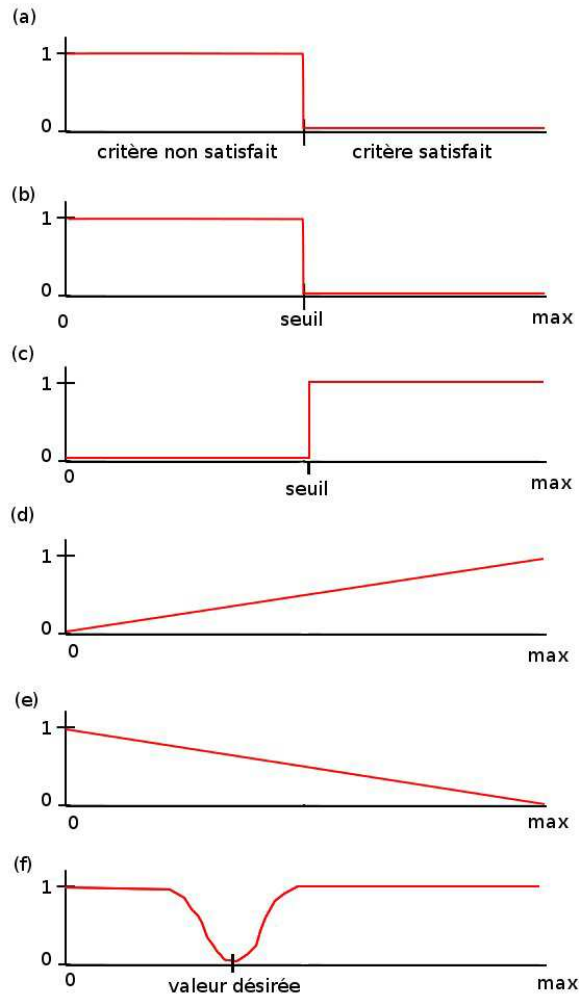 (a)
1
0
critère non satisfait critère satisfait
(b)
1
0
0 seuil max
(c)
1
0
0 seuil max
(d)
1
0
0 max
(e)
1
0
0 max
(f)
1
0
0 valeur désirée max